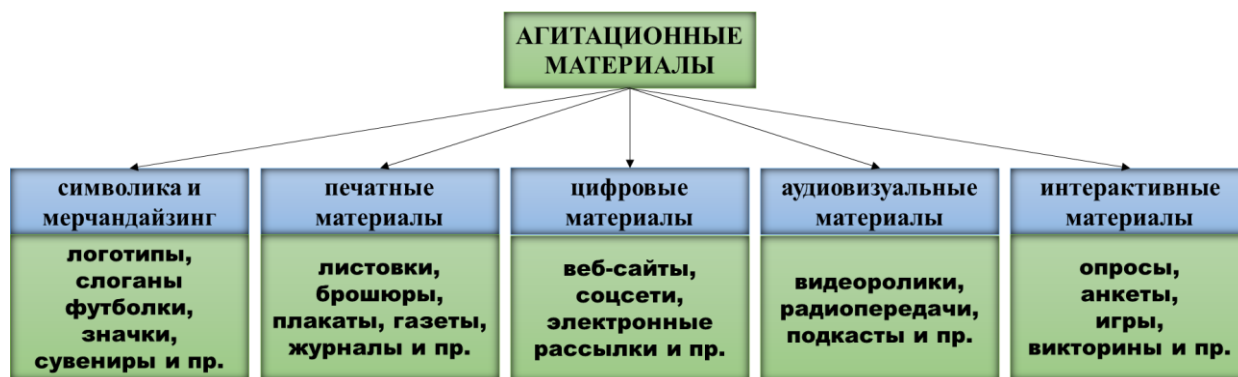 АГИТАЦИОННЫЕ
МАТЕРИАЛЫ
символика и
мерчандайзинг
логотипы,
слоганы
футболки,
значки,
сувениры и пр.
печатные
материалы
листовки,
брошюры,
плакаты, газеты,
журналы и пр.
цифровые
материалы
веб-сайты,
соцсети,
электронные
рассылки и пр.
аудиовизуальные
материалы
видеоролики,
радиопередачи,
подкасты и пр.
интерактивные
материалы
опросы,
анкеты,
игры,
викторины и пр.